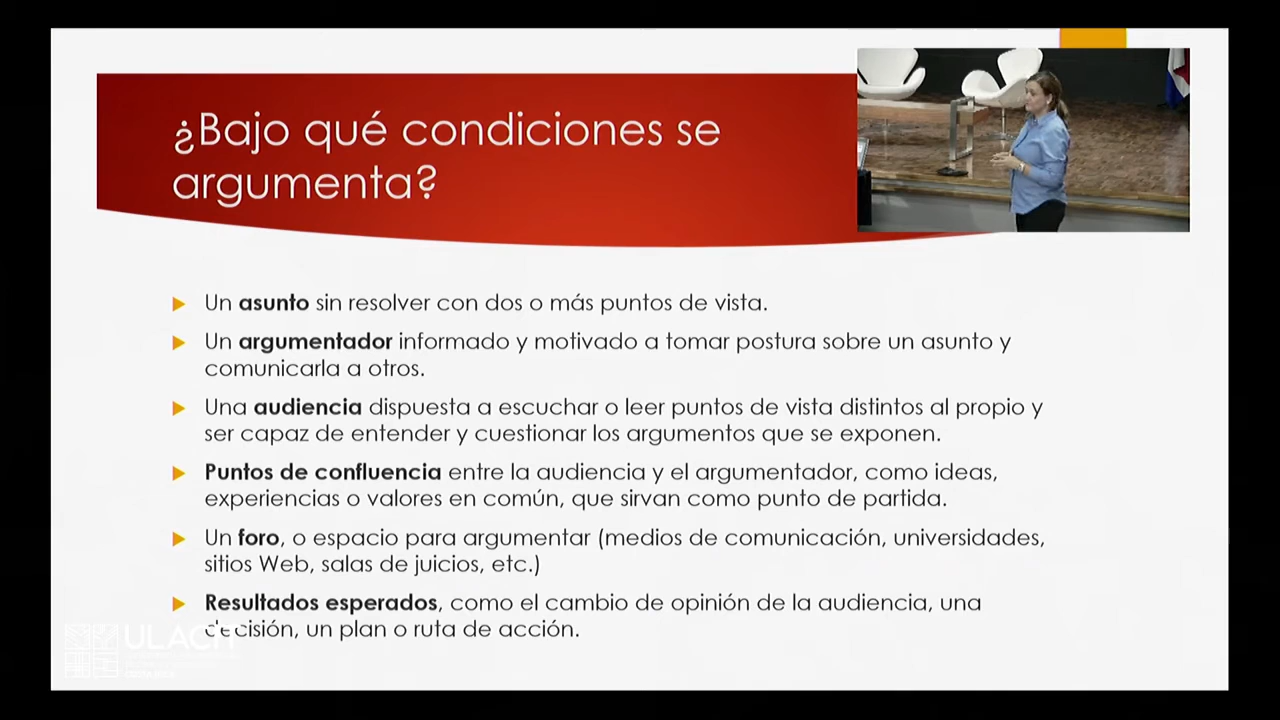 ¿Bajo qué condiciones se
argumenta?
Un asunto sin resolver con dos o más puntos de vista.
Un argumentador informado y motivado a tomar postura sobre un asunto y
comunicarla a otros.
Una audiencia dispuesta a escuchar o leer puntos de vista distintos al propio y
ser capaz de entender y cuestionar los argumentos que se exponen.
Puntos de confluencia entre la audiencia y el argumentador, como ideas,
experiencias o valores en común, que sirvan como punto de partida.
Un foro, o espacio para argumentar (medios de comunicación, universidades,
sitios Web, salas de juicios, etc.)
Resultados esperados, como el cambio de opinión de la audiencia, una
decisión, un plan o ruta de acción.
ULACIT